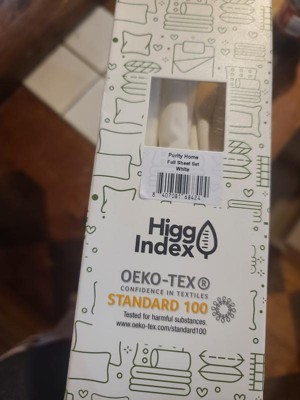 Purity Home
Full Sheet Set
White
Higg
Index
OEKO-TEX®
CONFIDENCE IN TEXTILES
STANDARD 100
Tested for harmful substances.
www.oeko-tex.com/standard100